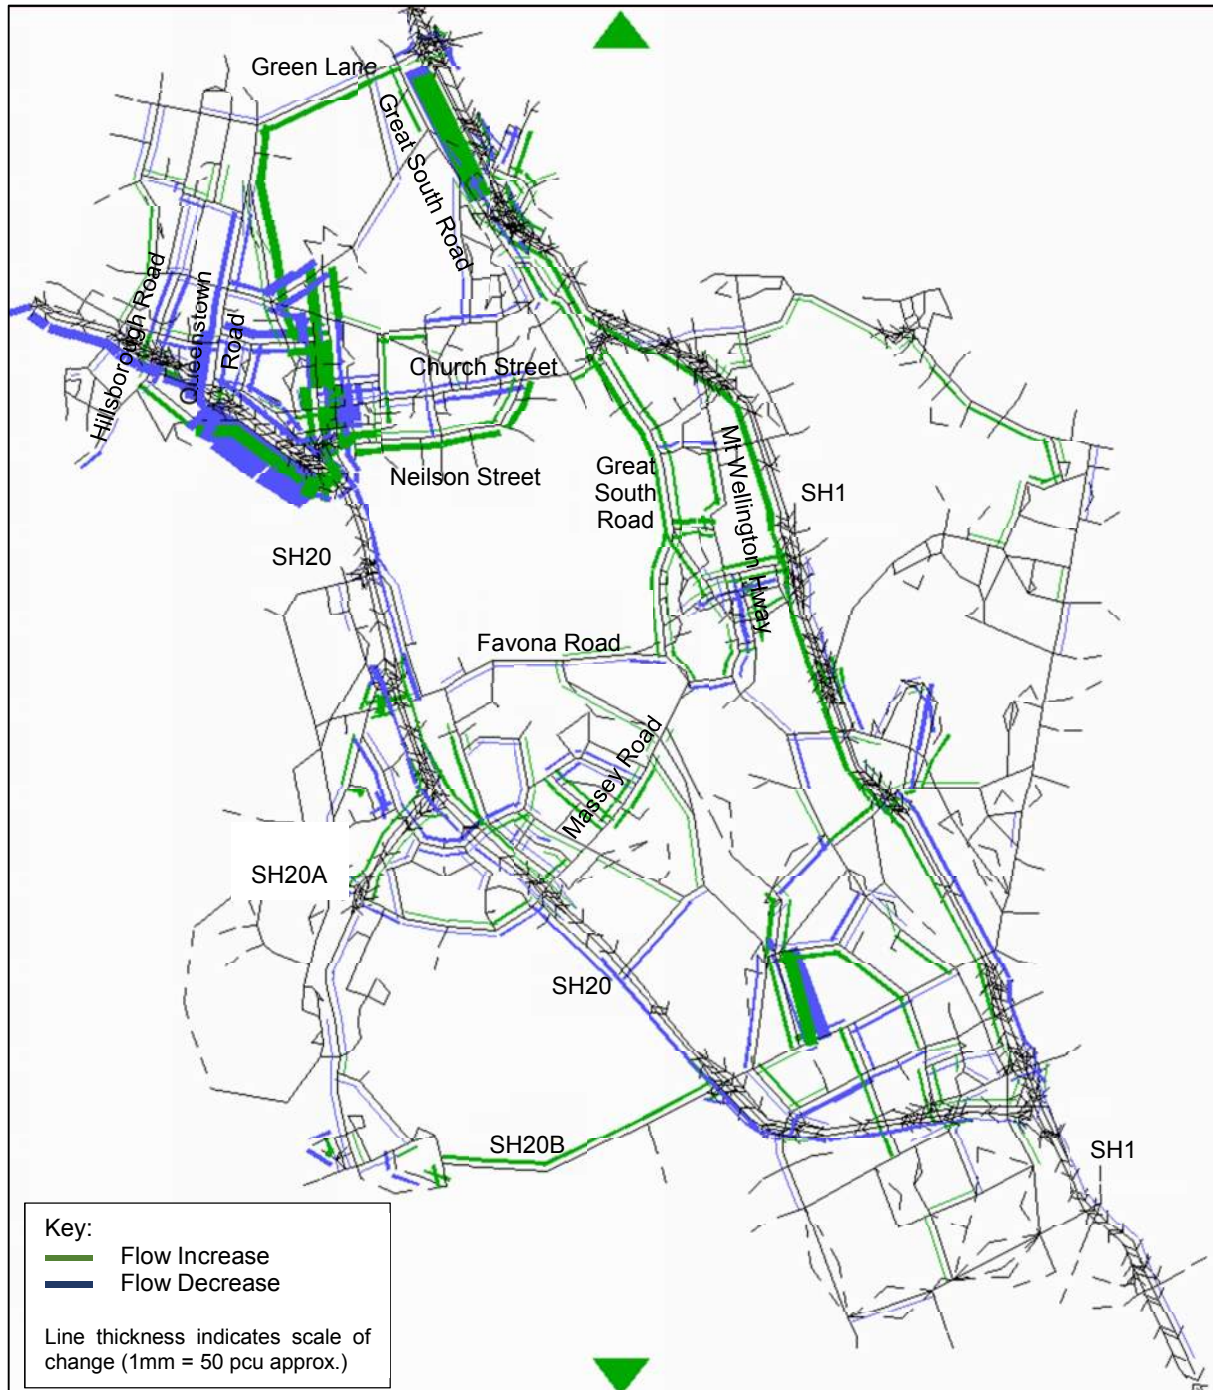 Green Lane
Great South Road
Hillsborough Road
Queenstown
Road
Church Street
Neilson Street
Great
South
Road
Mt Wellington Hway
SH1
SH20
Favona Road
Massey Road
SH20A
SH20
SH20B
SH1
Key:
Flow Increase
Flow Decrease
Line thickness indicates scale of
change (1mm = 50 pcu approx.)